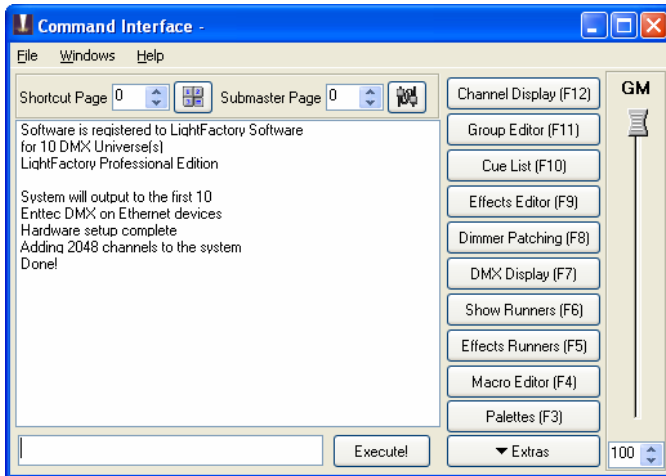 Command Interface -
File Windows Help
Shortcut Page 0 Submaster Page 0
Software is registered to LightFactory Software
for 10 DMX Universe(s)
LightFactory Professional Edition
System will output to the first 10
Enttec DMX on Ethernet devices
Hardware setup complete
Adding 2048 channels to the system
Done!
Execute!
Channel Display (F12)
Group Editor (F11)
Cue List (F10)
Effects Editor (F9)
Dimmer Patching (F8)
DMX Display (F7)
Show Runners (F6)
Effects Runners (F5)
Macro Editor (F4)
Palettes (F3)
Extras
GM
100